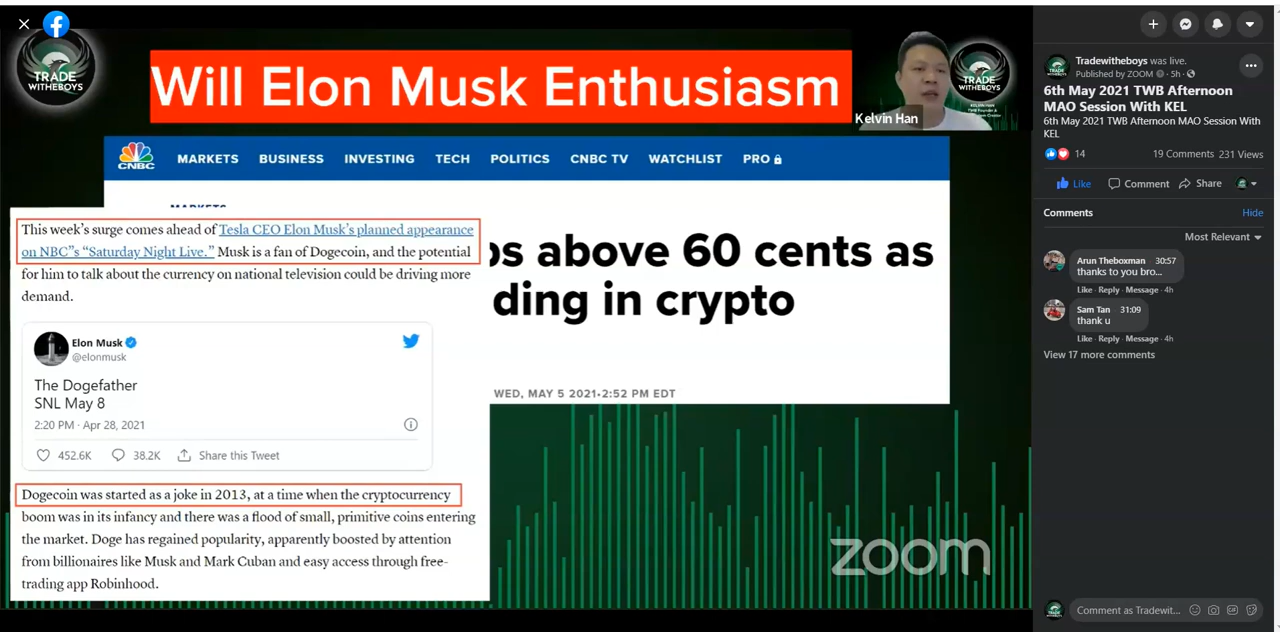 TRADE
WITHEBOYS
Will Elon Musk Enthusiasm
TRADE
WITHEBOYS
Kelvin Han
CNBC
MARKETS BUSINESS INVESTING TECH POLITICS CNBC TV WATCHLIST PRO
MARKETS
This week's surge comes ahead of Tesla CEO Elon Musk's planned appearance
on NBC"s “Saturday Night Live.” Musk is a fan of Dogecoin, and the potential
for him to talk about the currency on national television could be driving more
demand.
ps above 60 cents as
ding in crypto
WED, MAY 5 2021•2:52 PM EDT
Elon Musk
@elonmusk
The Dogefather
SNL May 8
2:20 PM · Apr 28, 2021
452.6K 38.2K Share this Tweet
Dogecoin was started as a joke in 2013, at a time when the cryptocurrency
boom was in its infancy and there was a flood of small, primitive coins entering
the market. Doge has regained popularity, apparently boosted by attention
from billionaires like Musk and Mark Cuban and easy access through free-
trading app Robinhood.
zoom
Tradewitheboys was live.
Published by ZOOM · 5h ·
6th May 2021 TWB Afternoon
MAO Session With KEL
6th May 2021 TWB Afternoon MAO Session With
KEL
14 19 Comments 231 Views
Like Comment Share
Comments Hide
Most Relevant
Arun Theboxman 30:57
thanks to you bro...
Like · Reply · Message · 4h
Sam Tan 31:09
thank u
Like · Reply · Message · 4h
View 17 more comments
Comment as Tradewit...